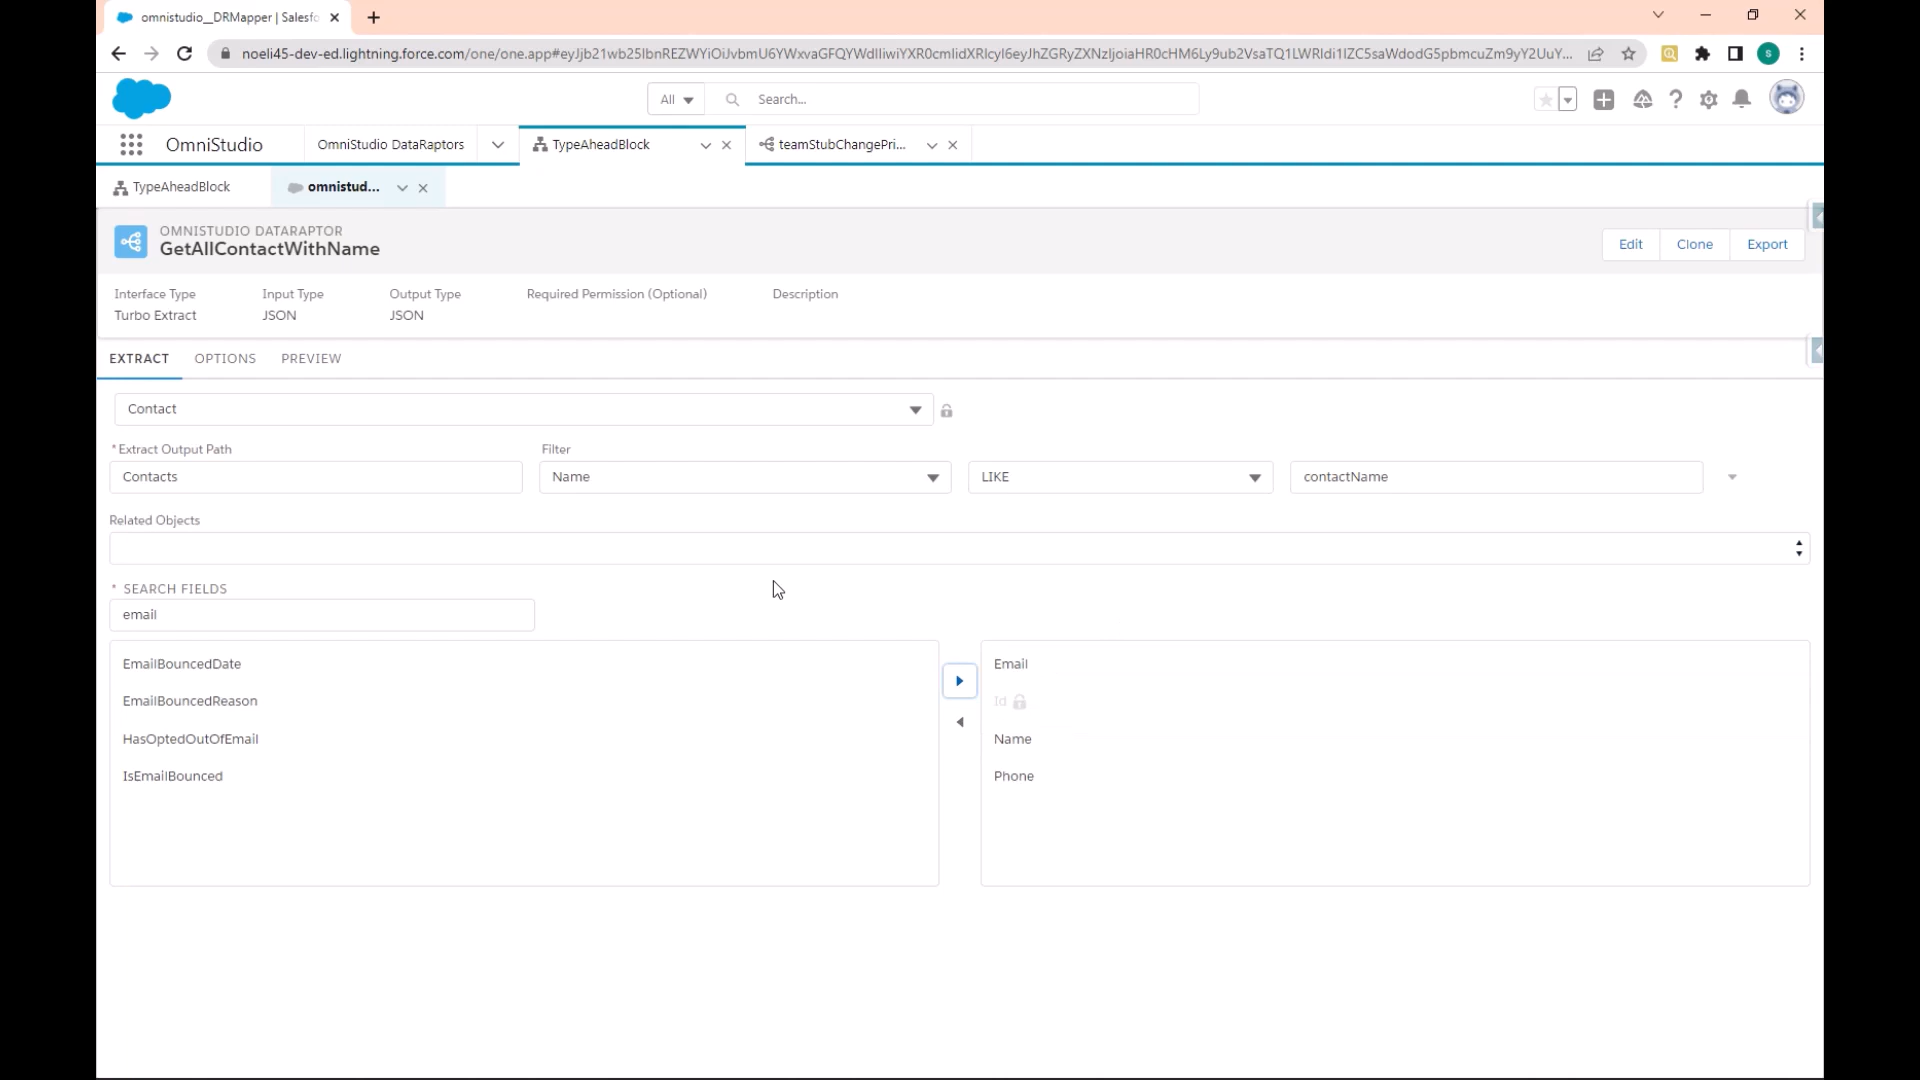 omnistudio__DRMapper | Salesfo
noeli45-dev-ed.lightning.force.com/one/one.app#
All
Search...
S
OmniStudio
OmniStudio DataRaptors
TypeAheadBlock
teamStubChangePri...
TypeAheadBlock
omnistud...
OMNISTUDIO DATARAPTOR
GetAllContactWithName
Edit
Clone
Export
Interface Type
Input Type
Output Type
Required Permission (Optional)
Description
Turbo Extract
JSON
JSON
EXTRACT
OPTIONS
PREVIEW
Contact
*Extract Output Path
Filter
Contacts
Name
LIKE
contactName
Related Objects
* SEARCH FIELDS
email
EmailBouncedDate
EmailBouncedReason
HasOptedOutOfEmail
IsEmailBounced
Email
Id
Name
Phone